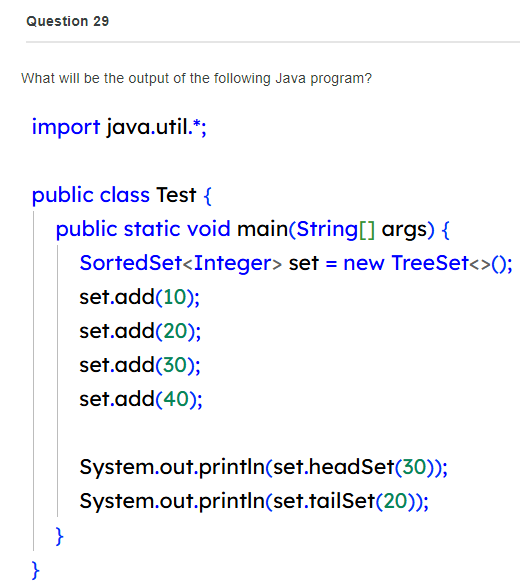 Question 29
What will be the output of the following Java program?
import java.util.*;
public class Test {
public static void main(String[] args) {
SortedSet<Integer> set = new TreeSet<>();
set.add(10);
set.add(20);
set.add(30);
set.add(40);
System.out.println(set.headSet(30));
System.out.println(set.tailSet(20));
}
}